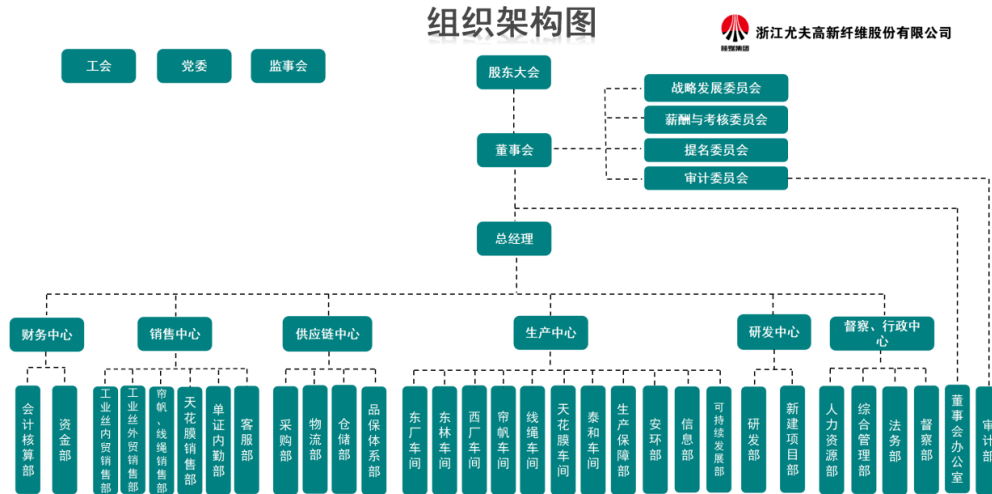 组织架构图
陕煤集团
浙江尤夫高新纤维股份有限公司
工会
党委
监事会
股东大会
董事会
战略发展委员会
薪酬与考核委员会
提名委员会
审计委员会
总经理
财务中心
销售中心
供应链中心
生产中心
研发中心
督察、行政中
心
会计核算部
资金部
工业丝内贸销售部
工业丝外贸销售部
帘帆、线绳销售部
天花膜销售部
单证内勤部
客服部
采购部
物流部
仓储部
品保体系部
东厂车间
东林车间
西厂车间
帘帆车间
线绳车间
天花膜车间
泰和车间
生产保障部
安环部
信息部
可持续发展部
研发部
新建项目部
人力资源部
综合管理部
法务部
督察部
董事会办公室
审计部